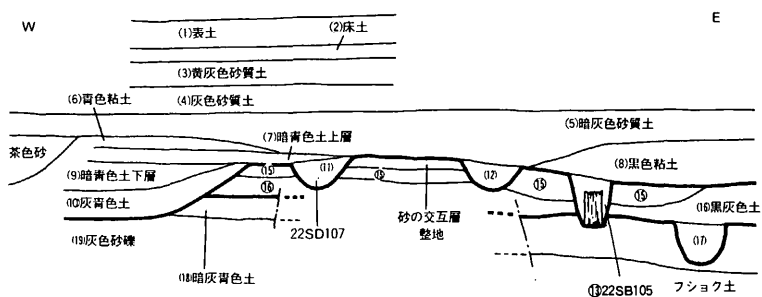 W
E
(1)表土
(2)床土
(3)黄灰色砂質土
(4)灰色砂質土
(6)青色粘土
(5)暗灰色砂質土
(7)暗青色土上層
茶色砂
(8)黒色粘土
(9)暗青色土下層
⑮
(11)
⑮
(12)
⑮
⑮
⑯
(10)灰青色土
(16)黒灰色土
砂の交互層
整地
22SD107
(19)灰色砂礫
(17)
(18)暗灰青色土
⑬22SB105
フショク土